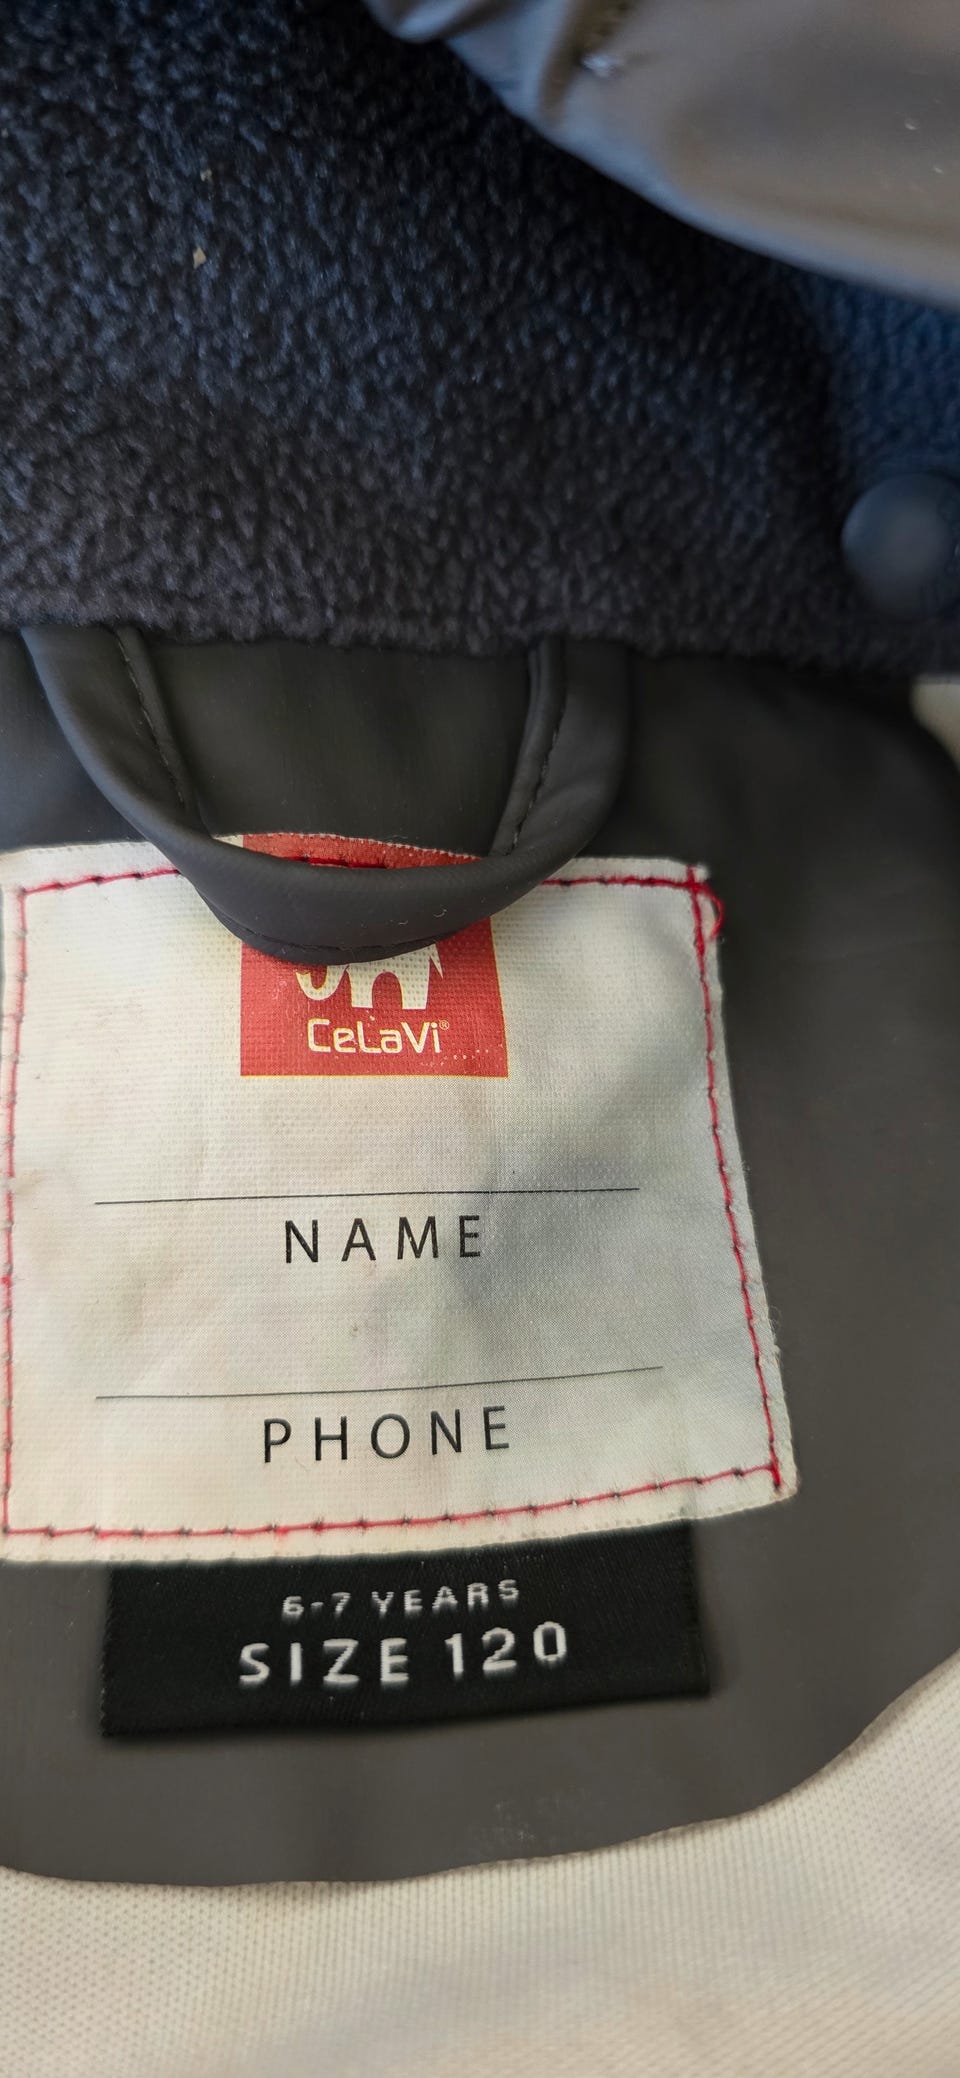 CeLaVi®
NAME
PHONE
6-7 YEARS
SIZE 120